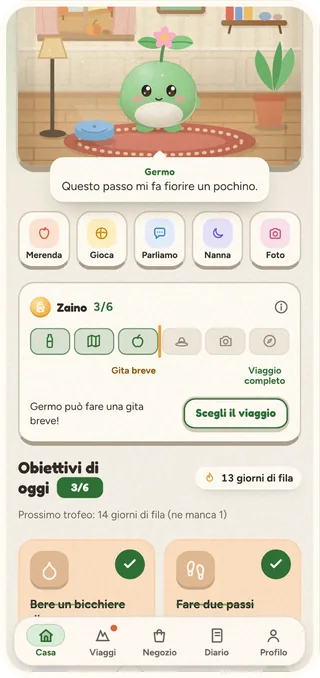 Germo
Questo passo mi fa fiorire un pochino.
Merenda
Gioca
Parliamo
Nanna
Foto
Zaino 3/6
Gita breve
Viaggio
completo
Germo può fare una gita
breve!
Scegli il viaggio
Obiettivi di
oggi 3/6
13 giorni di fila
Prossimo trofeo: 14 giorni di fila (ne manca 1)
Bere un bicchiere
Fare due passi
Casa
Viaggi
Negozio
Diario
Profilo